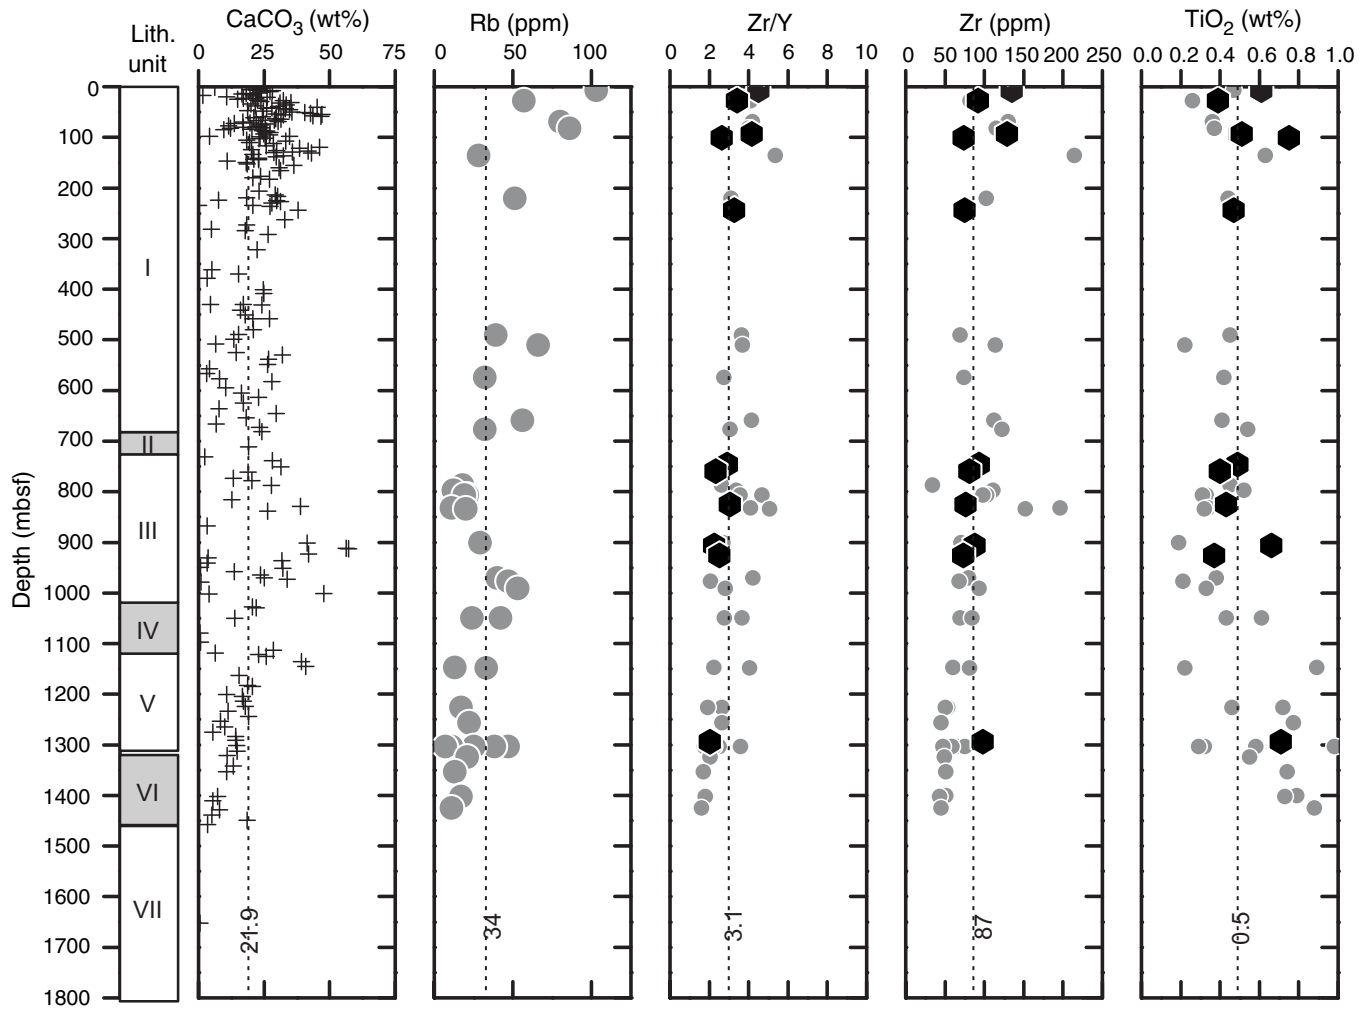 Lith.
unit
CaCO3 (wt%)
Rb (ppm)
Zr/Y
Zr (ppm)
TiO2 (wt%)
0 25 50 75
0 50 100
0 2 4 6 8 10
0 50 100 150 200 250
0.0 0.2 0.4 0.6 0.8 1.0
Depth (mbsf)
0
100
200
300
400
500
600
700
800
900
1000
1100
1200
1300
1400
1500
1600
1700
1800
I
II
III
IV
V
VI
VII
21.9
34
3.1
87
0.5